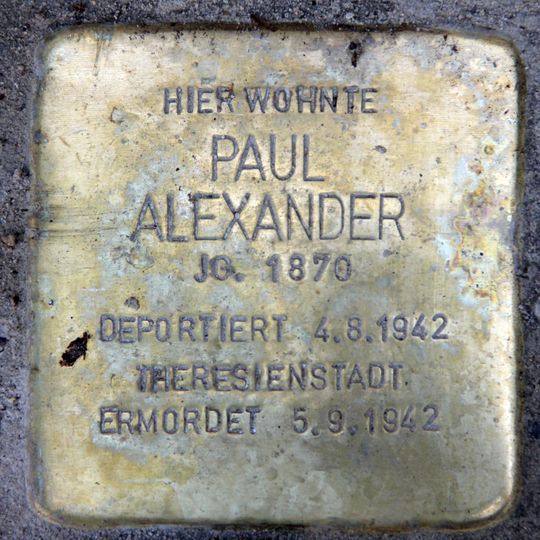 HIER WOHNTE
PAUL
ALEXANDER
JG. 1870
DEPORTIERT 4.8.1942
THERESIENSTADT
ERMORDET 5.9.1942